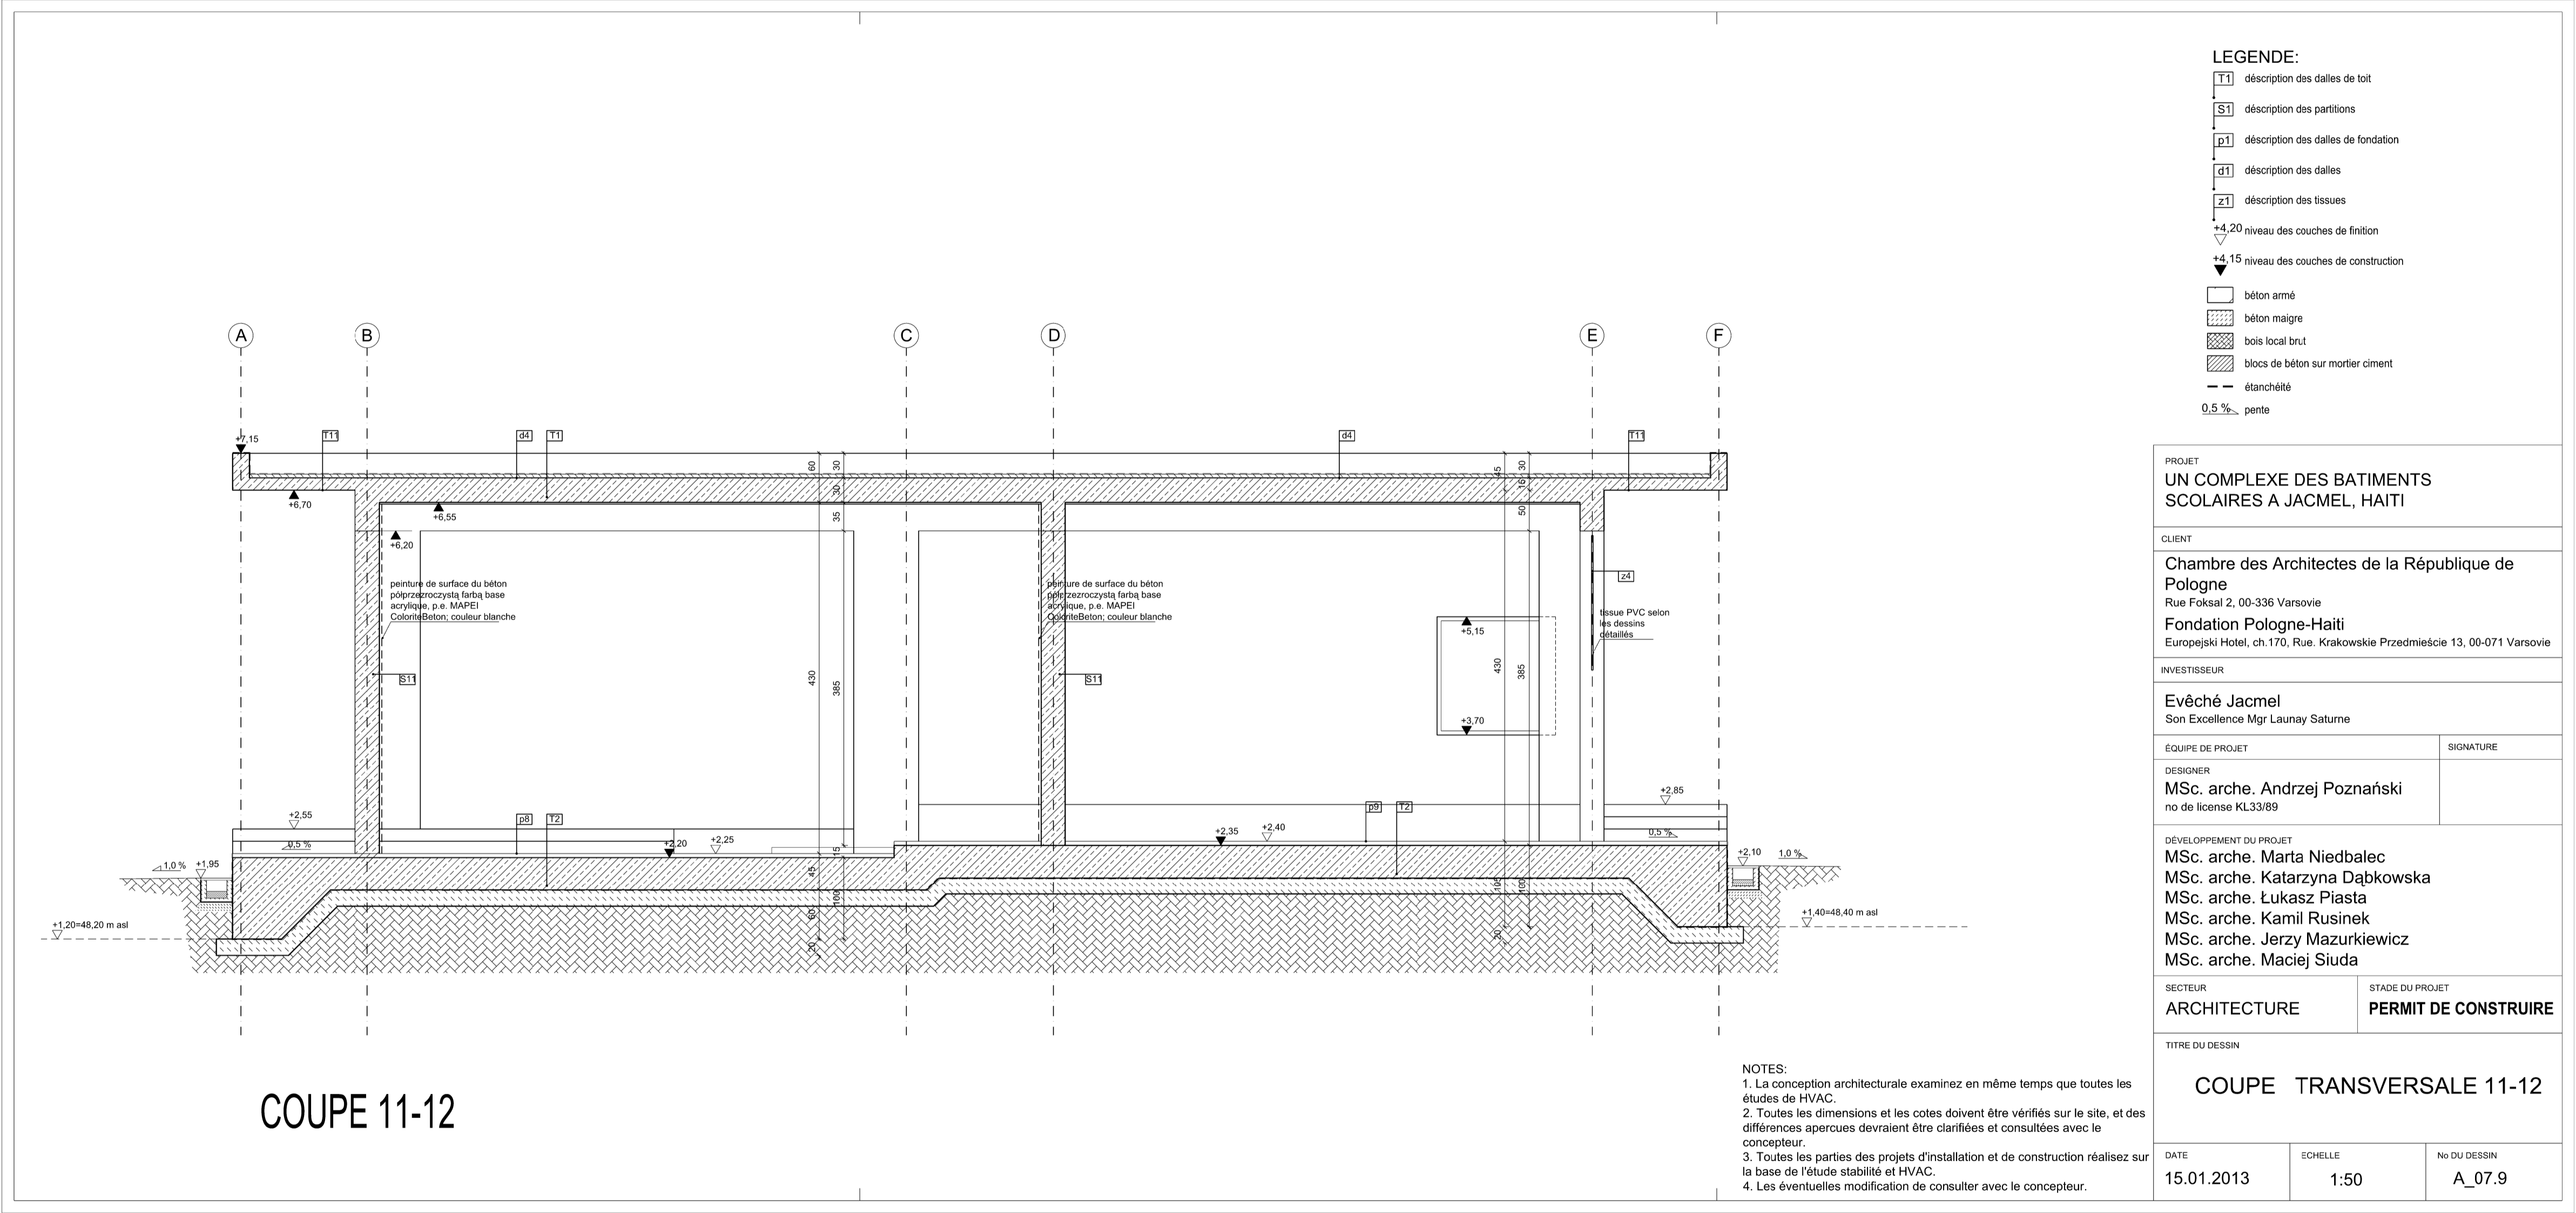 LEGENDE:
T1 déscription des dalles de toit
S1 déscription des partitions
p1 déscription des dalles de fondation
d1 déscription des dalles
z1 déscription des tissues
+4,20 niveau des couches de finition
+4,15 niveau des couches de construction
béton armé
béton maigre
bois local brut
blocs de béton sur mortier ciment
étanchéité
0,5 % pente
A B C D E F
+7,15 T11 d4 T1 d4 T11
60 30 45 30
30 15
+6,70 +6,55 35 50
+6,20
peinture de surface du béton
półprzezroczystą farbą base
acrylique, p.e. MAPEI
ColoriteBeton; couleur blanche
peinture de surface du béton
półprzezroczystą farbą base
acrylique, p.e. MAPEI
ColoriteBeton; couleur blanche
z4
tissue PVC selon
les dessins
détaillés
+5,15
S11 430 385 S11 430 385
+3,70
+2,55 p8 T2 p9 T2 +2,85
0,5 % +2,20 +2,25 +2,35 +2,40 0,5 %
1,0 % +1,95 15 +2,10 1,0 %
45 100 60 20 105 100 20
+1,20=48,20 m asl
+1,40=48,40 m asl
COUPE 11-12
NOTES:
1. La conception architecturale examinez en même temps que toutes les
études de HVAC.
2. Toutes les dimensions et les cotes doivent être vérifiés sur le site, et des
différences apercues devraient être clarifiées et consultées avec le
concepteur.
3. Toutes les parties des projets d'installation et de construction réalisez sur
la base de l'étude stabilité et HVAC.
4. Les éventuelles modification de consulter avec le concepteur.
PROJET
UN COMPLEXE DES BATIMENTS
SCOLAIRES A JACMEL, HAITI
CLIENT
Chambre des Architectes de la République de
Pologne
Rue Foksal 2, 00-336 Varsovie
Fondation Pologne-Haiti
Europejski Hotel, ch.170, Rue. Krakowskie Przedmieście 13, 00-071 Varsovie
INVESTISSEUR
Evêché Jacmel
Son Excellence Mgr Launay Saturne
ÉQUIPE DE PROJET SIGNATURE
DESIGNER
MSc. arche. Andrzej Poznański
no de license KL33/89
DÉVELOPPEMENT DU PROJET
MSc. arche. Marta Niedbalec
MSc. arche. Katarzyna Dąbkowska
MSc. arche. Łukasz Piasta
MSc. arche. Kamil Rusinek
MSc. arche. Jerzy Mazurkiewicz
MSc. arche. Maciej Siuda
SECTEUR STADE DU PROJET
ARCHITECTURE PERMIT DE CONSTRUIRE
TITRE DU DESSIN
COUPE TRANSVERSALE 11-12
DATE ECHELLE No DU DESSIN
15.01.2013 1:50 A_07.9